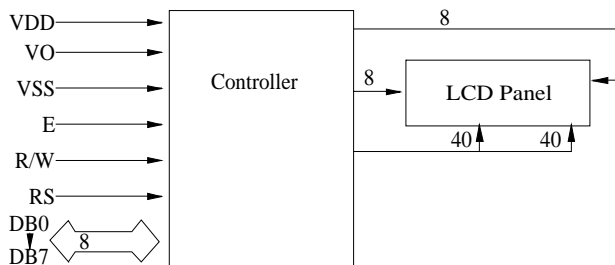 VDD
VO
VSS
E
R/W
RS
DB0
DB7
8
Controller
8
8
LCD Panel
40
40